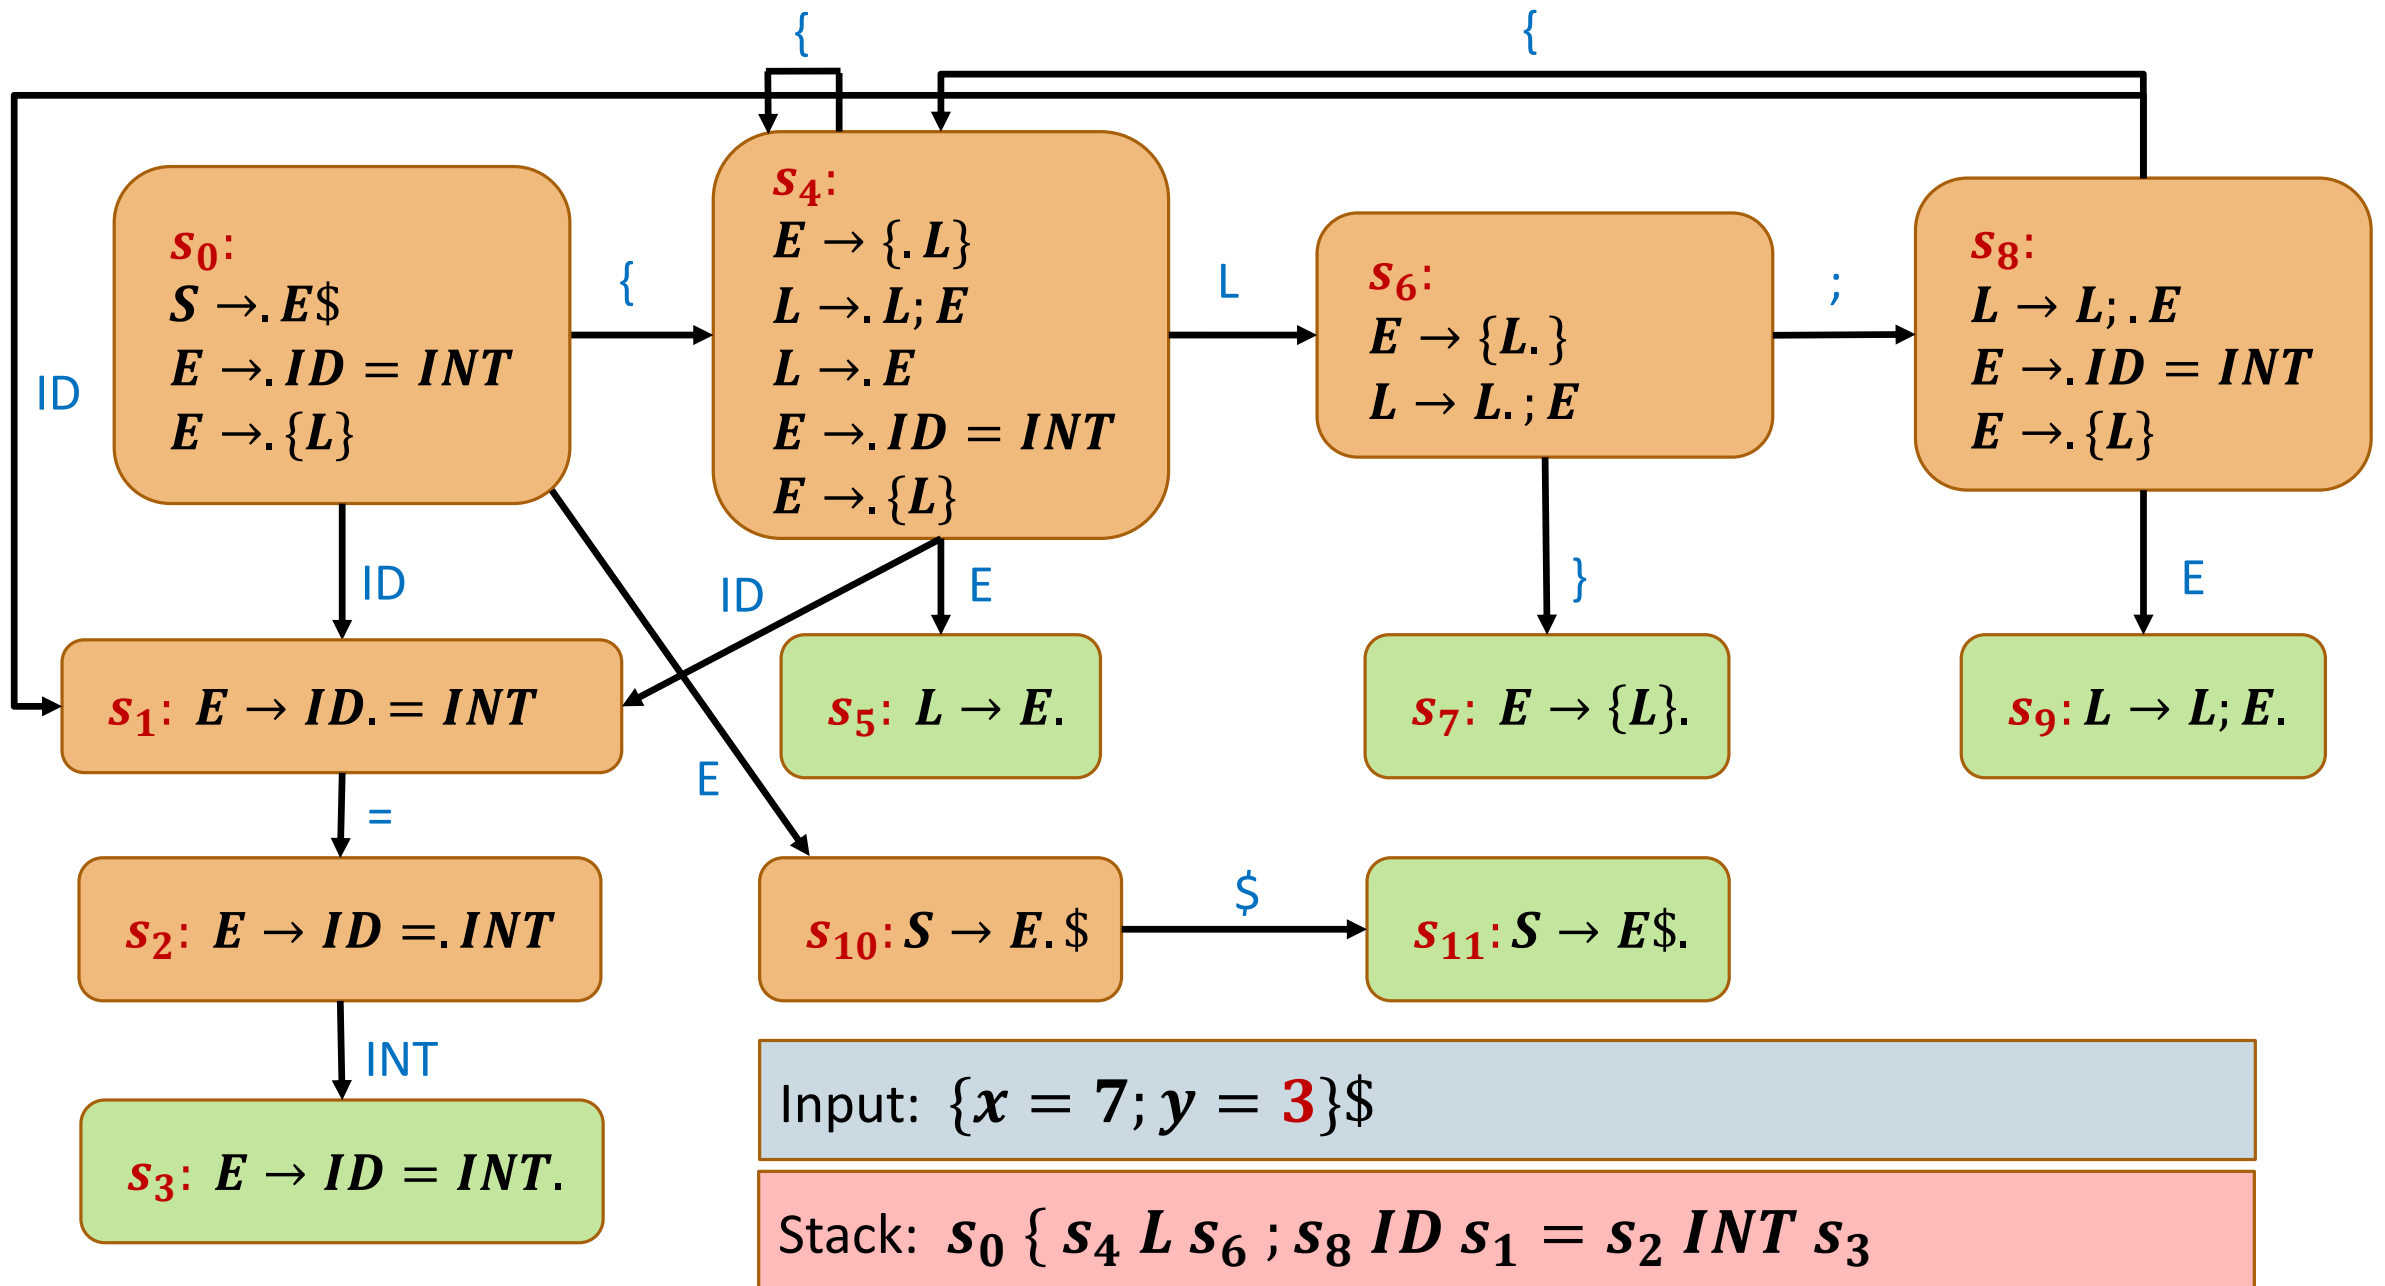 {
{
s₀:
S →. E$
E →. ID = INT
E →. {L}
{
s₄:
E → {. L}
L →. L; E
L →. E
E →. ID = INT
E →. {L}
L
s₆:
E → {L. }
L → L. ; E
;
s₈:
L → L; . E
E →. ID = INT
E →. {L}
ID
ID
ID
E
}
E
s₁: E → ID. = INT
s₅: L → E.
s₇: E → {L}.
s₉: L → L; E.
=
E
s₂: E → ID =. INT
s₁₀: S → E. $
$
s₁₁: S → E$.
INT
s₃: E → ID = INT.
Input: {x = 7; y = 3}$
Stack: s₀ { s₄ L s₆ ; s₈ ID s₁ = s₂ INT s₃